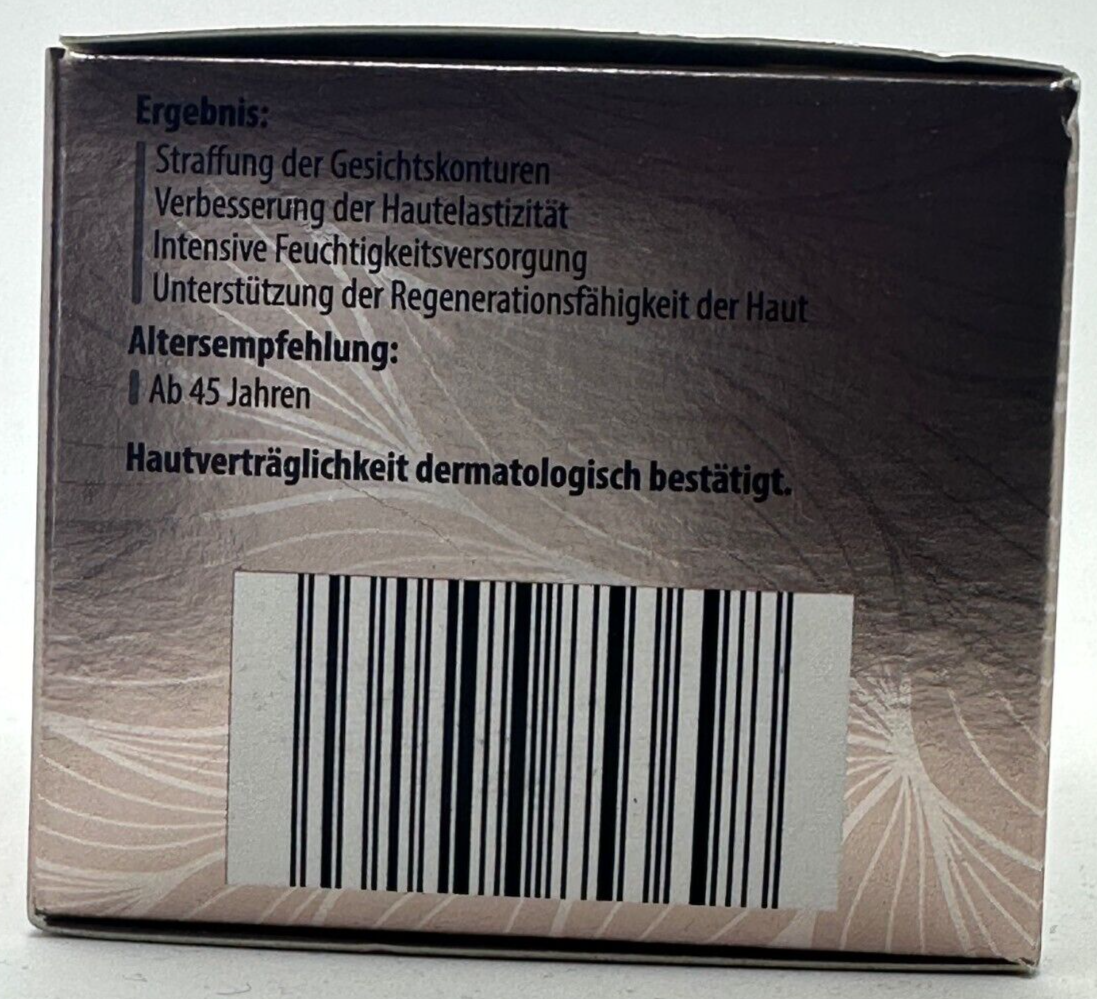 Ergebnis:
Straffung der Gesichtskonturen
Verbesserung der Hautelastizität
Intensive Feuchtigkeitsversorgung
Unterstützung der Regenerationsfähigkeit der Haut
Altersempfehlung:
Ab 45 Jahren
Hautverträglichkeit dermatologisch bestätigt.